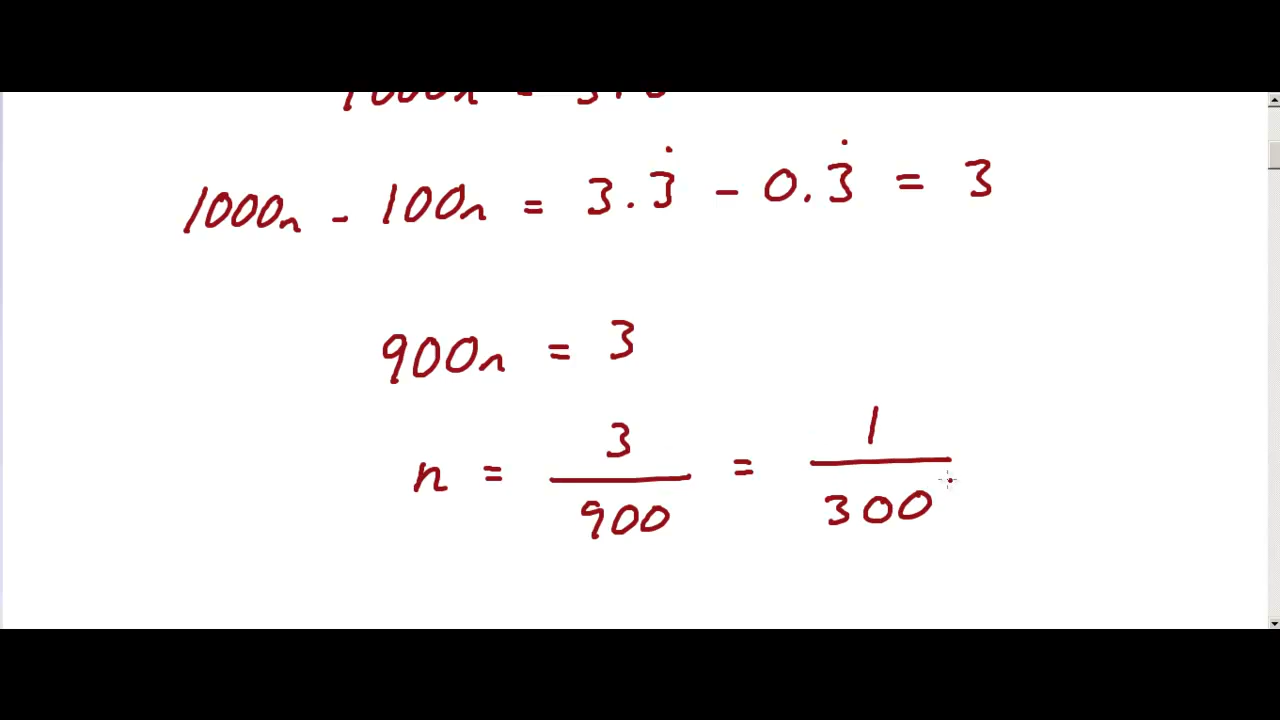 1000n - 100n = 3.3̇ - 0.3̇ = 3
900n = 3
n = 3/900 = 1/300